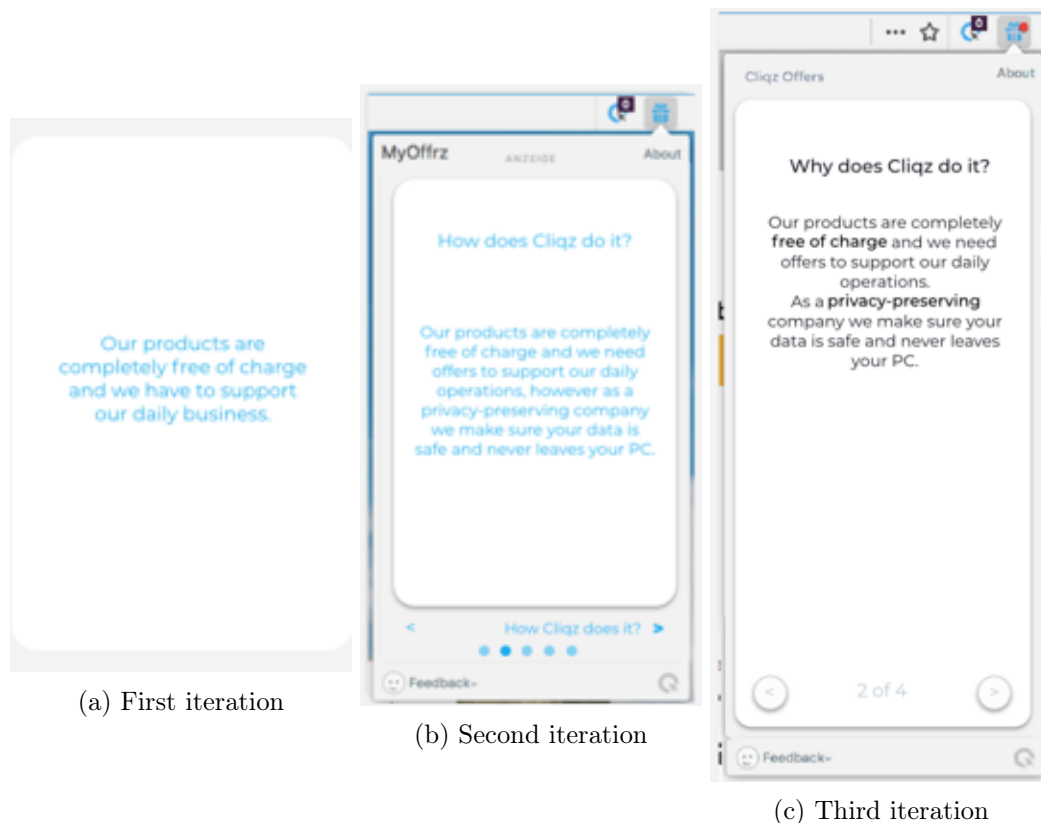 Our products are
completely free of charge
and we have to support
our daily business.
(a) First iteration
0
MyOffrz
ANZEIGE
About
How does Cliqz do it?
Our products are completely
free of charge and we need
offers to support our daily
operations, however as a
privacy-preserving company
we make sure your data is
safe and never leaves your PC.
< How Cliqz does it? >
Feedback
(b) Second iteration
0
Cliqz Offers
About
Why does Cliqz do it?
Our products are completely
free of charge and we need
offers to support our daily
operations.
As a privacy-preserving
company we make sure your
data is safe and never leaves
your PC.
< 2 of 4 >
Feedback
(c) Third iteration